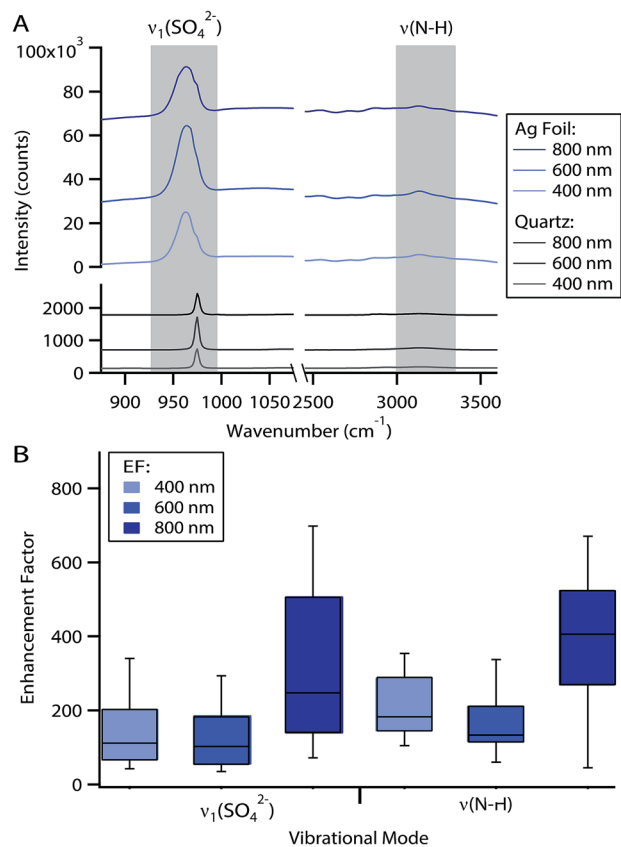 A
ν₁(SO₄²⁻)
ν(N-H)
100x10³
80
60
40
20
0
2000
1000
0
Intensity (counts)
900
950
1000
1050
2500
3000
3500
Wavenumber (cm⁻¹)
Ag Foil:
800 nm
600 nm
400 nm
Quartz:
800 nm
600 nm
400 nm
B
EF:
400 nm
600 nm
800 nm
800
600
400
200
0
Enhancement Factor
ν₁(SO₄²⁻)
ν(N-H)
Vibrational Mode